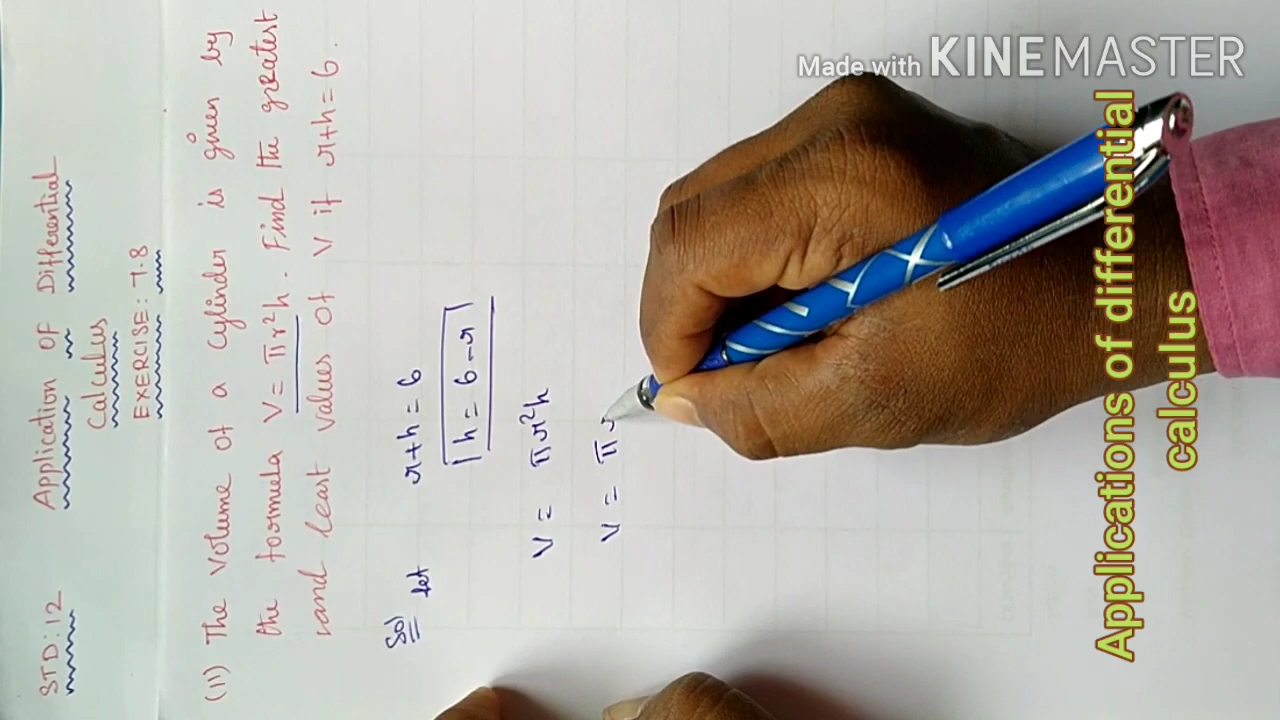 STD: 12 Application of Differential
Calculus
EXERCISE: 7.8
(11) The volume of a cylinder is given by
the formula V = πr²h. Find the greatest
and least values of V if r+h = 6.
Sol let r+h = 6
h = 6-r
V = πr²h
V = πr
Made with KINEMASTER
Applications of differential
calculus